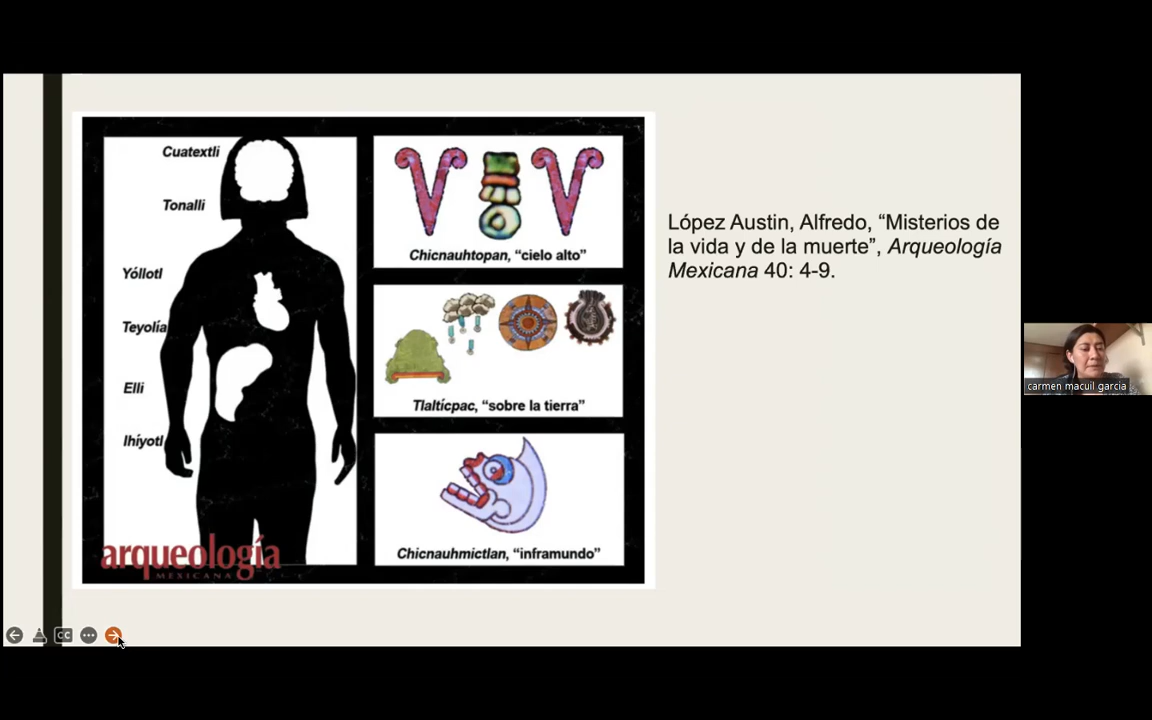 Cuatextli
Tonalli
Yóllotl
Teyolía
Elli
Ihíyotl
arqueología
MEXICANA
Chicnauhtopan, “cielo alto”
Tlaltícpac, “sobre la tierra”
Chicnauhmictlan, “inframundo”
López Austin, Alfredo, “Misterios de
la vida y de la muerte”, Arqueología
Mexicana 40: 4-9.
carmen macuil garcia
CC